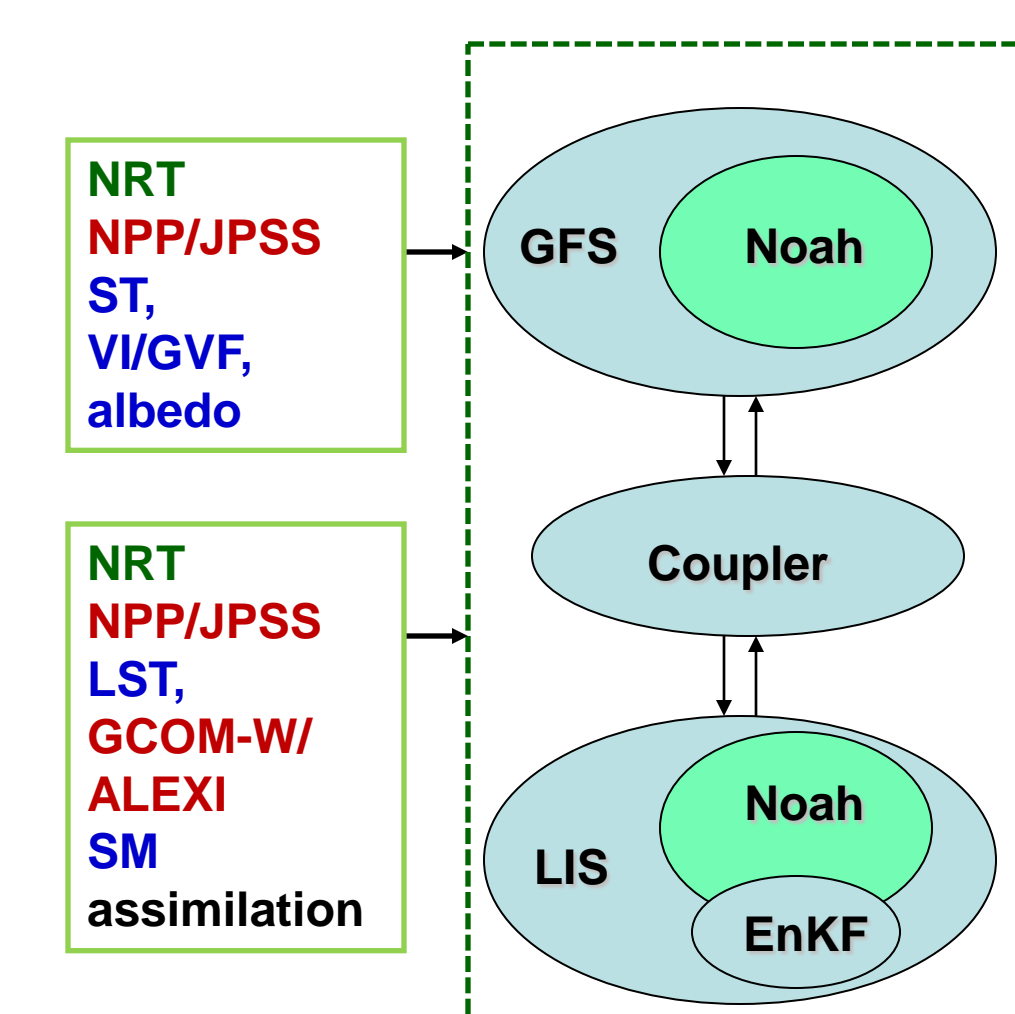 NRT
NPP/JPSS
ST,
VI/GVF,
albedo
GFS
Noah
Coupler
NRT
NPP/JPSS
LST,
GCOM-W/
ALEXI
SM
assimilation
Noah
LIS
EnKF